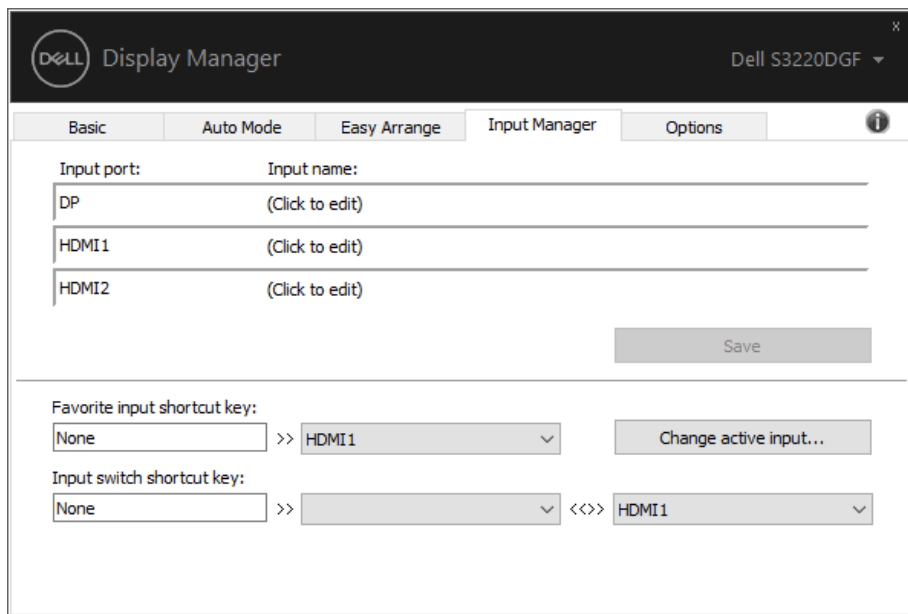 x
DELL Display Manager Dell S3220DGF
Basic Auto Mode Easy Arrange Input Manager Options i
Input port: Input name:
DP (Click to edit)
HDMI1 (Click to edit)
HDMI2 (Click to edit)
Save
Favorite input shortcut key:
None >> HDMI1 Change active input...
Input switch shortcut key:
None >> <<>> HDMI1